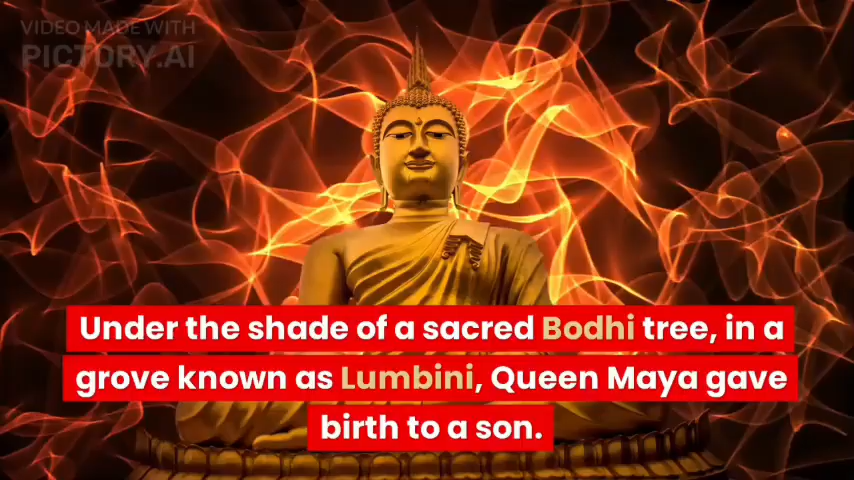 VIDEO MADE WITH
PICTORY.AI
Under the shade of a sacred Bodhi tree, in a
grove known as Lumbini, Queen Maya gave
birth to a son.